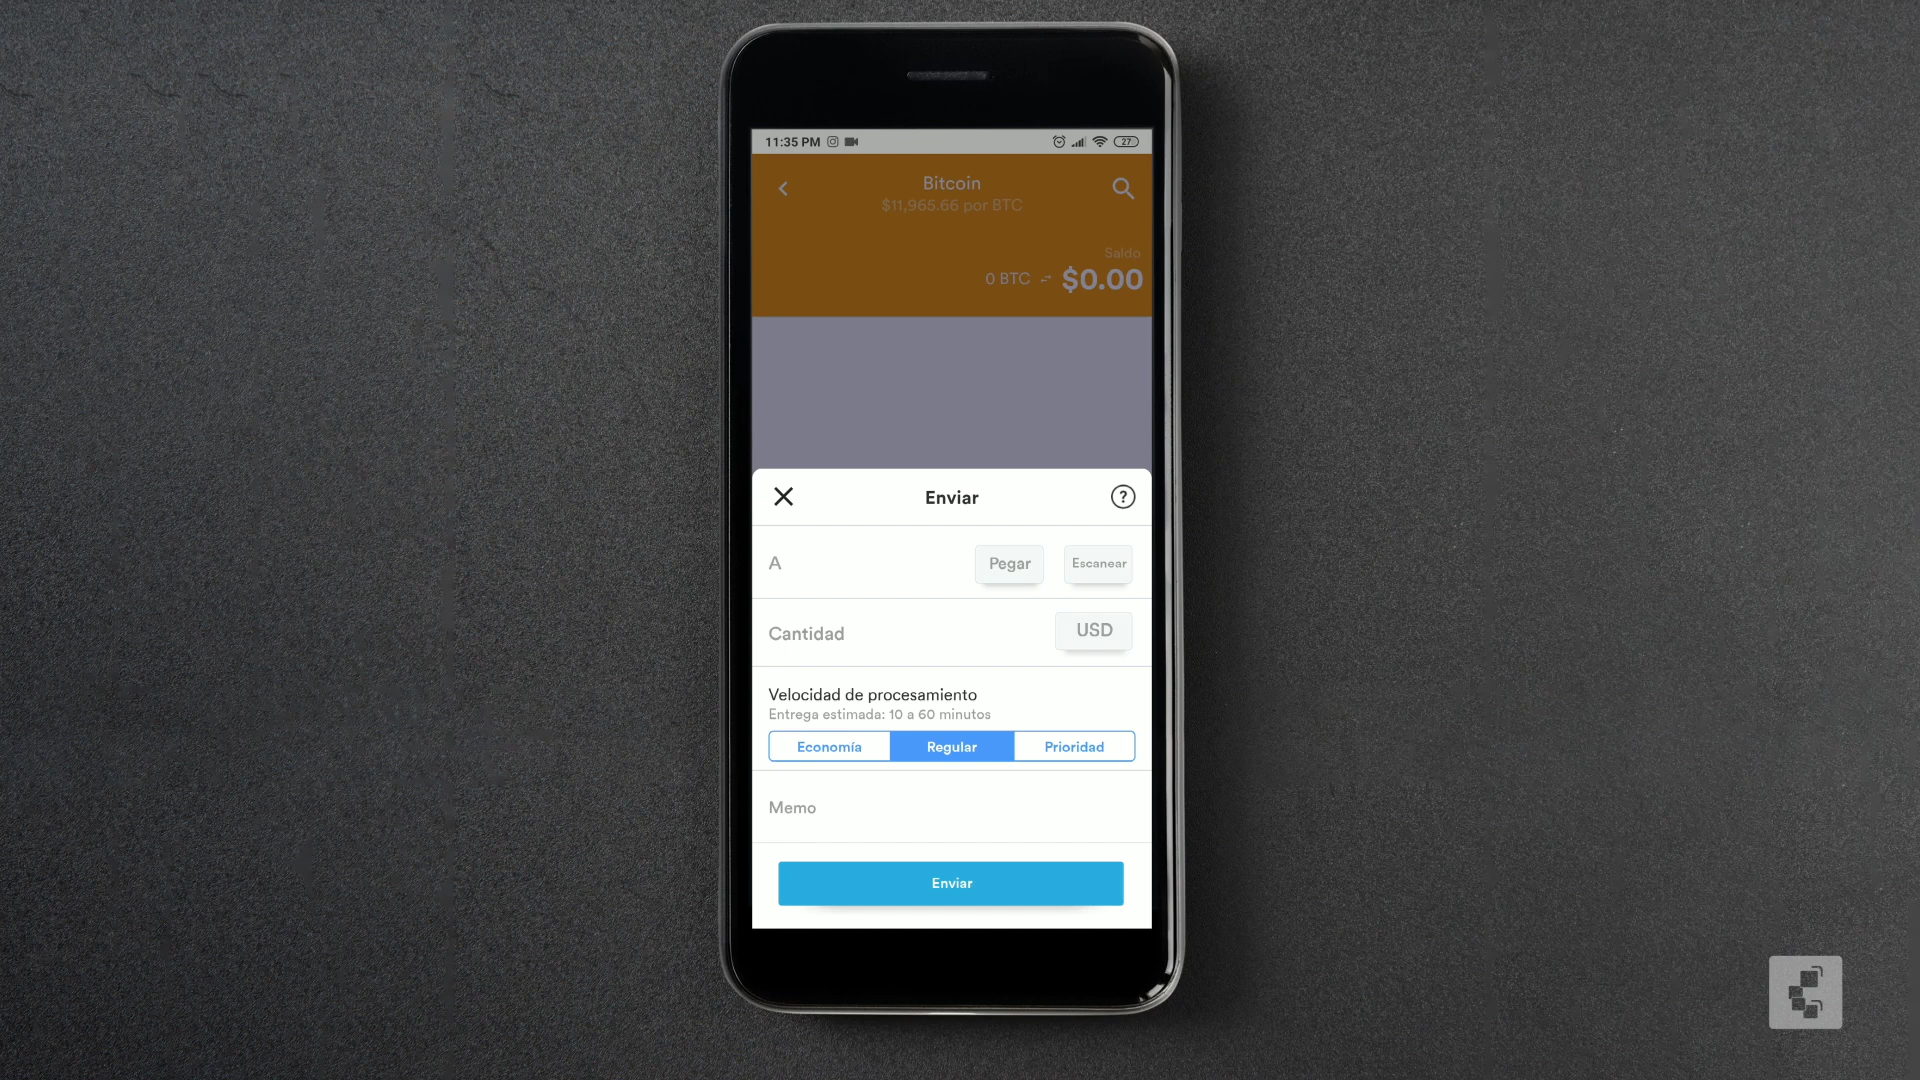 11:35 PM
27
Bitcoin
$11,965.66 por BTC
Saldo
0 BTC $0.00
Enviar
?
A Pegar Escanear
Cantidad USD
Velocidad de procesamiento
Entrega estimada: 10 a 60 minutos
Economía Regular Prioridad
Memo
Enviar